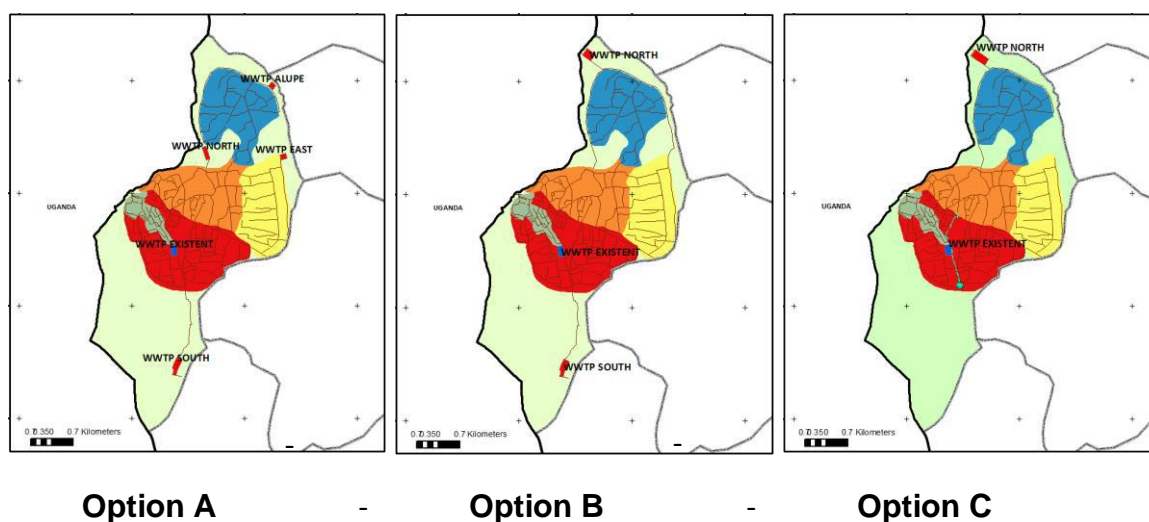 WWTP ALUPE
WWTP NORTH
WWTP EAST
UGANDA
WWTP EXISTENT
WWTP SOUTH
0.7 Kilometers
WWTP NORTH
UGANDA
WWTP EXISTENT
WWTP SOUTH
0.7 Kilometers
WWTP NORTH
UGANDA
WWTP EXISTENT
0.7 Kilometers
Option A - Option B - Option C